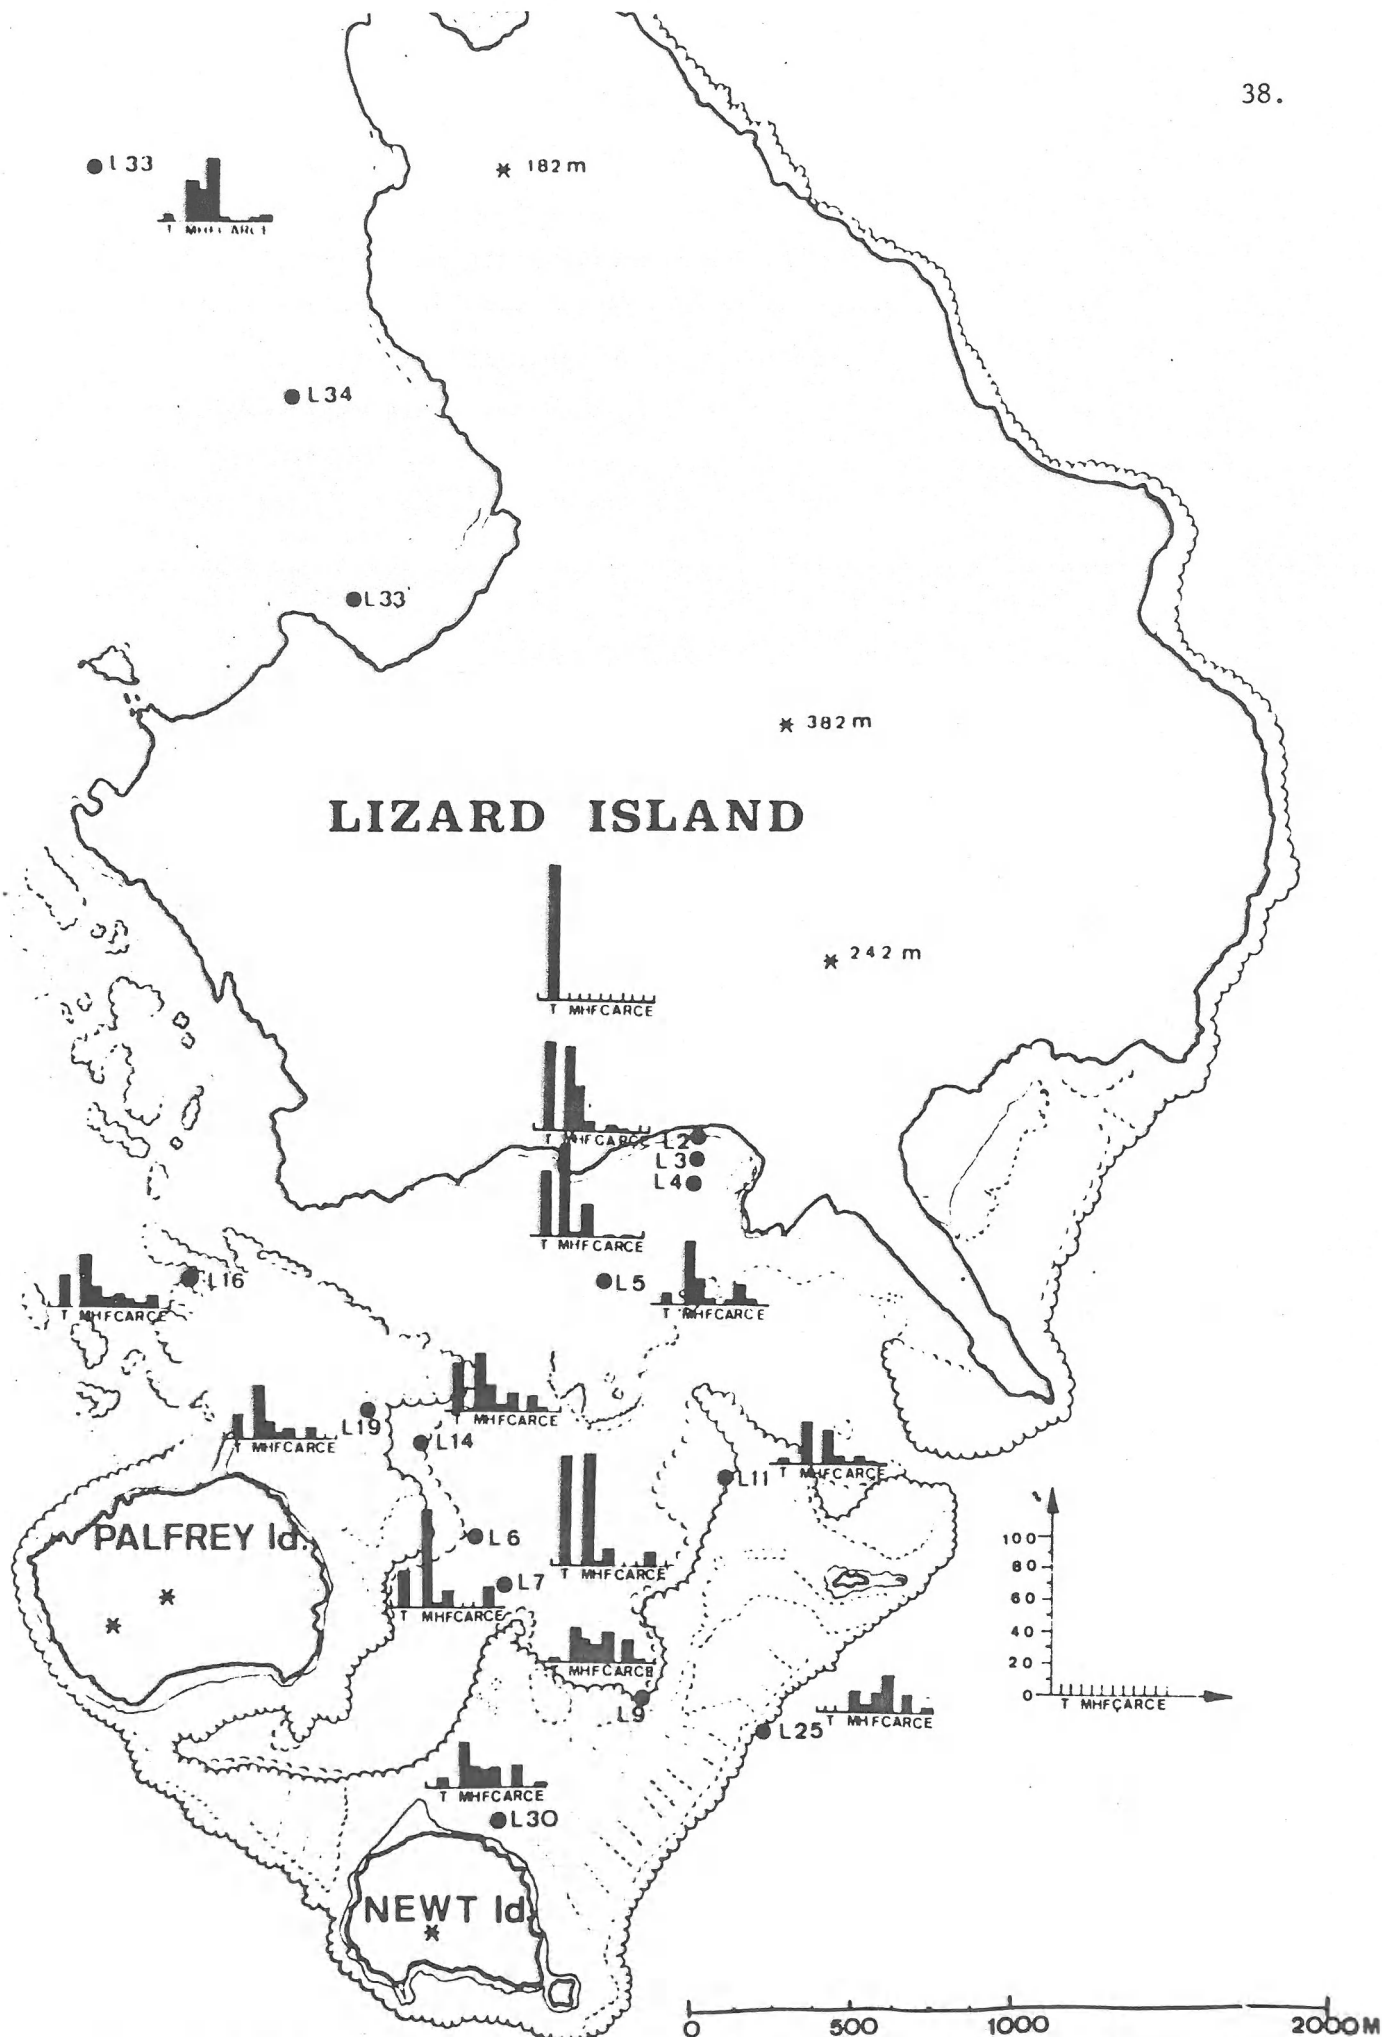 38.
L33
182 m
L34
L33
382 m
LIZARD ISLAND
242 m
T MHFCARCE
T MHFCARCE
L2
L3
L4
T MHFCARCE
L16
T MHFCARCE
L5
T MHFCARCE
L19
T MHFCARCE
T MHFCARCE
L14
L11
T MHFCARCE
PALFREY Id.
L6
T MHFCARCE
L7
T MHFCARCE
100
80
60
40
20
0
T MHFCARCE
T MHFCARCE
L9
L25
T MHFCARCE
T MHFCARCE
L30
NEWT Id.
0 500 1000 2000M